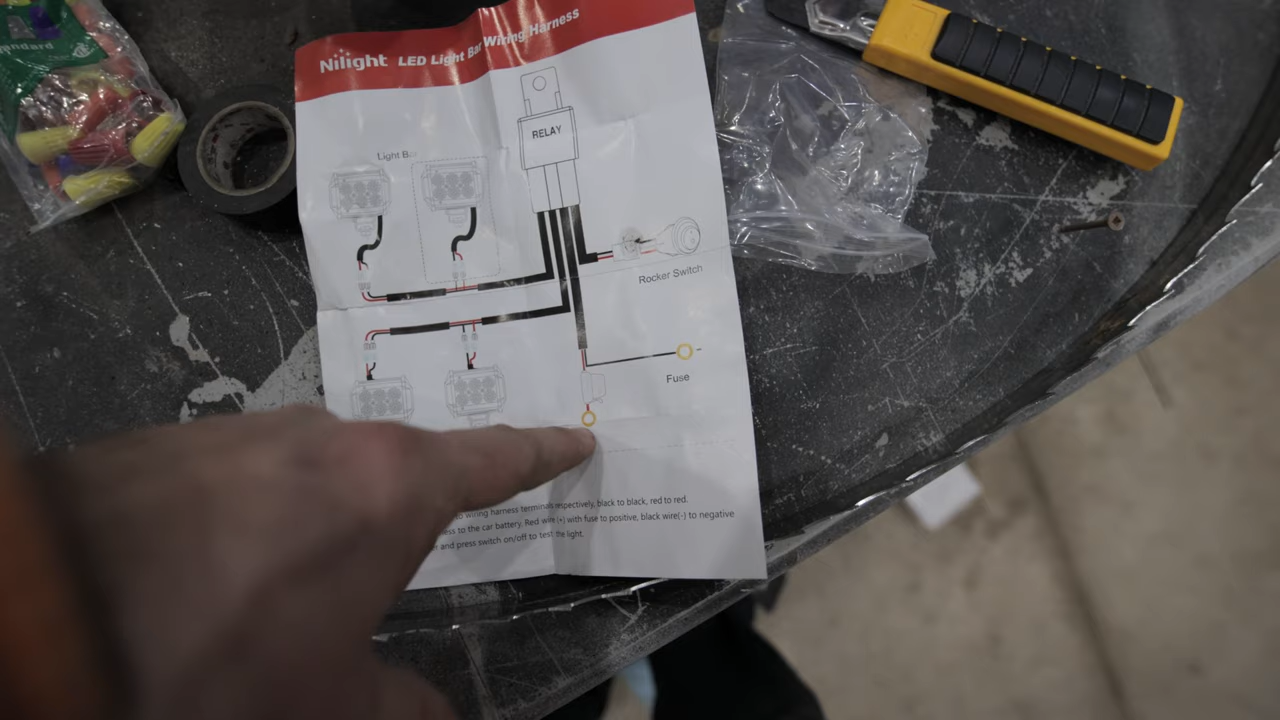 Nilight LED Light Bar Wiring Harness
RELAY
Light Bar
Rocker Switch
Fuse
wiring harness terminals respectively, black to black, red to red.
to the car battery. Red wire(+) with fuse to positive, black wire(-) to negative
and press switch on/off to test the light.